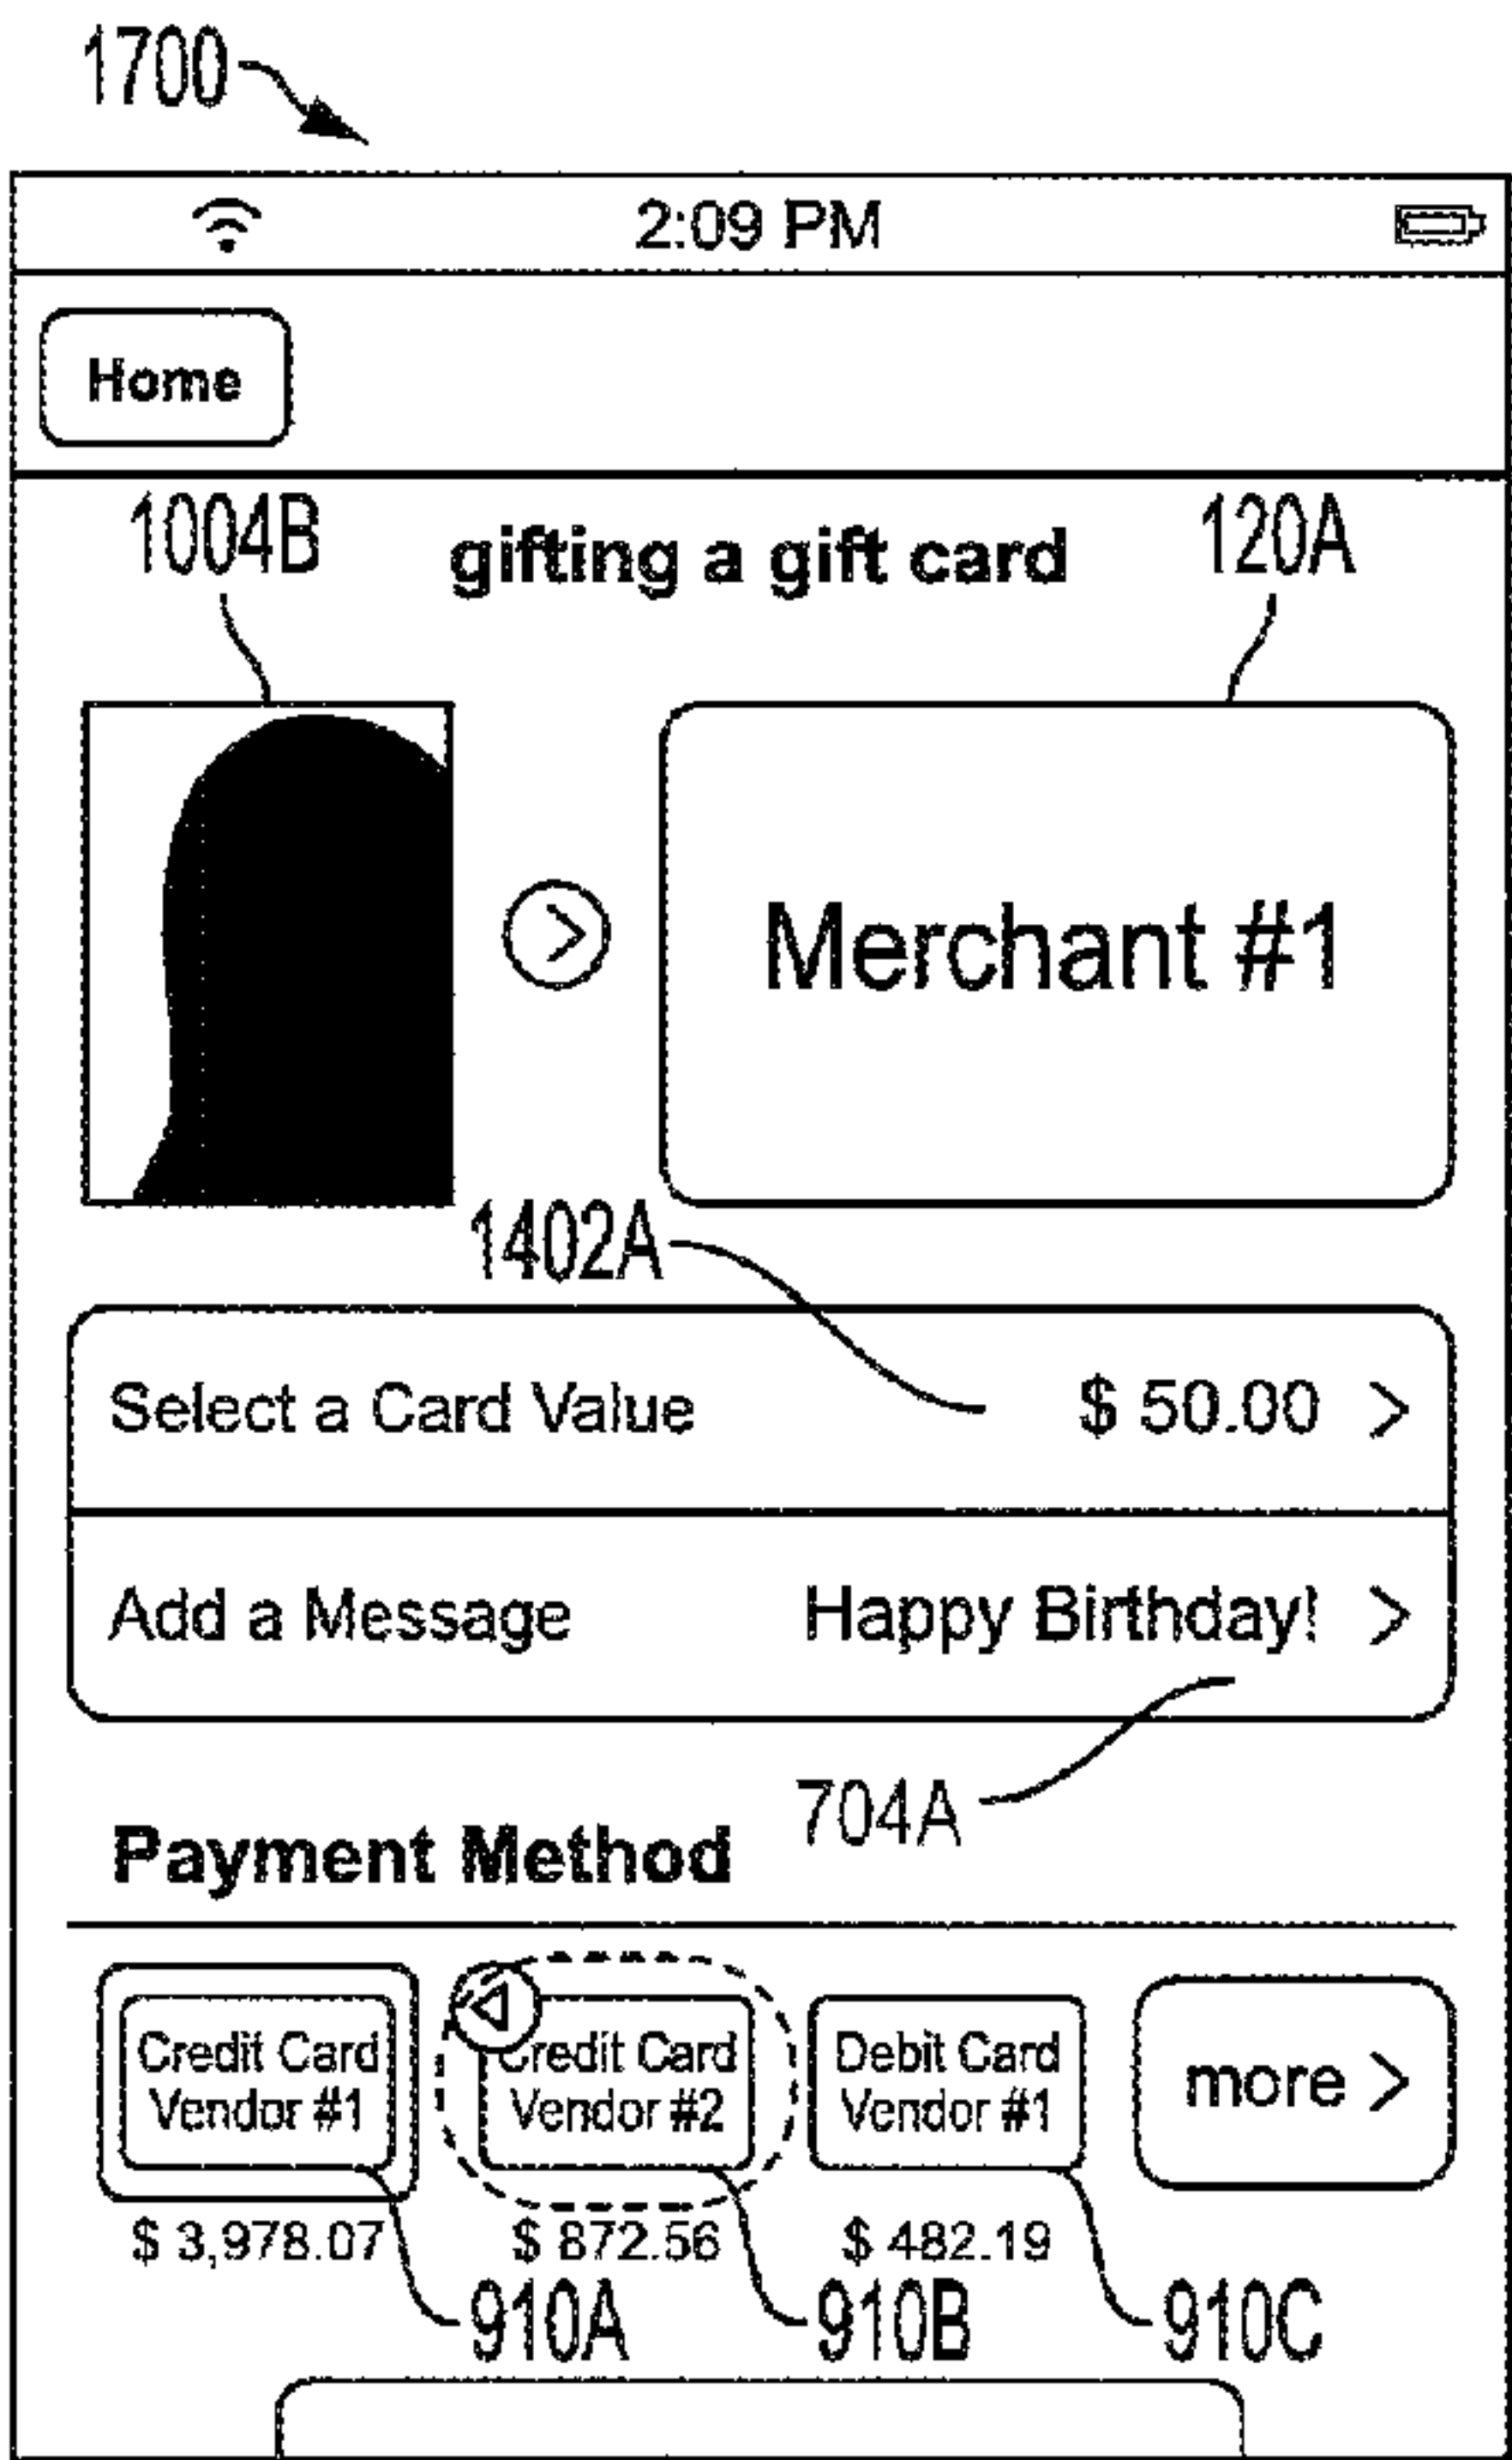 1700
2:09 PM
Home
1004B gifting a gift card 120A
Merchant #1
1402A
Select a Card Value $ 50.00 >
Add a Message Happy Birthday! >
704A
Payment Method
Credit Card
Vendor #1
Credit Card
Vendor #2
Debit Card
Vendor #1
more >
$ 3,978.07 $ 872.56 $ 482.19
910A 910B 910C